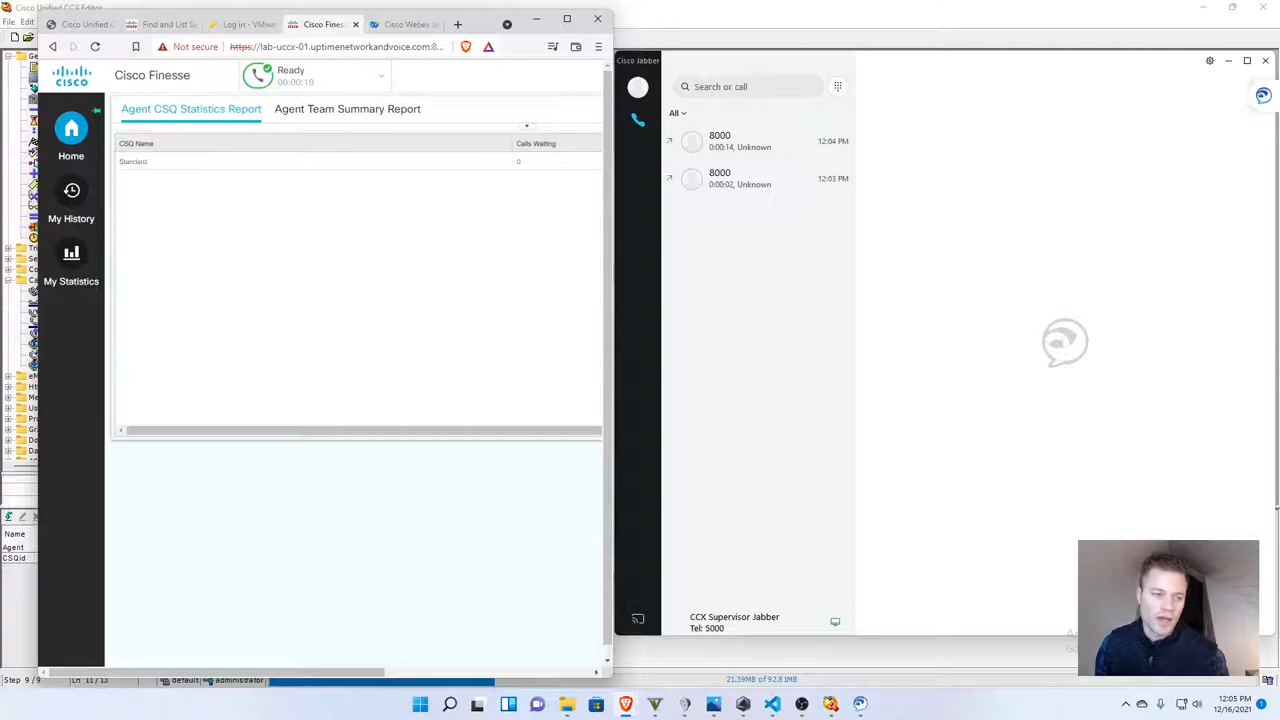 Cisco Unified CCX Editor
File
Cisco Unified C
Find and List S
Log in - VMwa
Cisco Fines
Cisco Webex Ja
Not secure
https://lab-uccx-01.uptimenetworkandvoice.com:8...
cisco
Cisco Finesse
Ready
00:00:19
Agent CSQ Statistics Report
Agent Team Summary Report
CSQ Name
Calls Waiting
Standard
0
Home
My History
My Statistics
Cisco Jabber
Search or call
All
8000
0:00:14, Unknown
12:04 PM
8000
0:00:02, Unknown
12:03 PM
CCX Supervisor Jabber
Tel: 5000
Name
Agent
CSQid
Step 9 / 9
Ln 11 / 13
default
administrator
21.39MB of 92.81MB
12:05 PM
12/16/2021